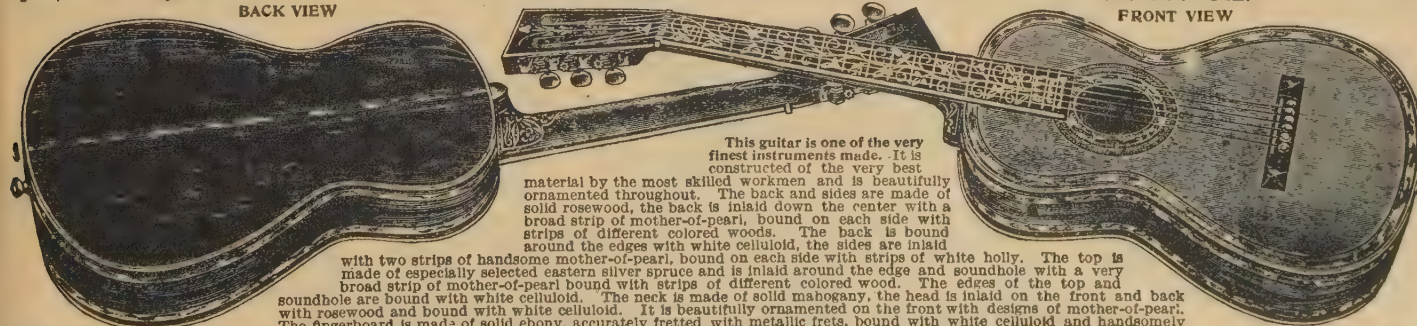 BACK VIEW
FRONT VIEW
This guitar is one of the very
finest instruments made. It is
constructed of the very best
material by the most skilled workmen and is beautifully
ornamented throughout. The back and sides are made of
solid rosewood, the back is inlaid down the center with a
broad strip of mother-of-pearl, bound on each side with
strips of different colored woods. The back is bound
around the edges with white celluloid, the sides are inlaid
with two strips of handsome mother-of-pearl, bound on each side with strips of white holly. The top is
made of especially selected eastern silver spruce and is inlaid around the edge and soundhole with a very
broad strip of mother-of-pearl bound with strips of different colored wood. The edges of the top and
soundhole are bound with white celluloid. The neck is made of solid mahogany, the head is inlaid on the front and back
with rosewood and bound with white celluloid. It is beautifully ornamented on the front with designs of mother-of-pearl.
The fingerboard is made of solid ebony, accurately fretted with metallic frets, bound with white celluloid and handsomely